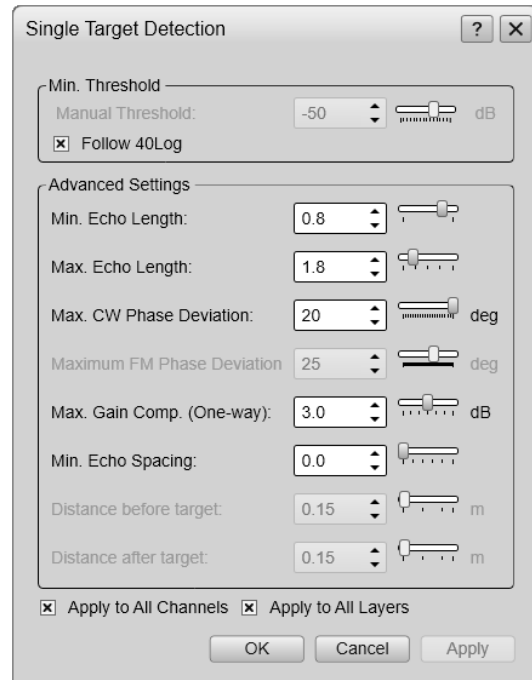 Single Target Detection ?
Min. Threshold
Manual Threshold: -50 dB
Follow 40Log
Advanced Settings
Min. Echo Length: 0.8
Max. Echo Length: 1.8
Max. CW Phase Deviation: 20 deg
Maximum FM Phase Deviation 25 deg
Max. Gain Comp. (One-way): 3.0 dB
Min. Echo Spacing: 0.0
Distance before target: 0.15 m
Distance after target: 0.15 m
Apply to All Channels Apply to All Layers
OK Cancel Apply